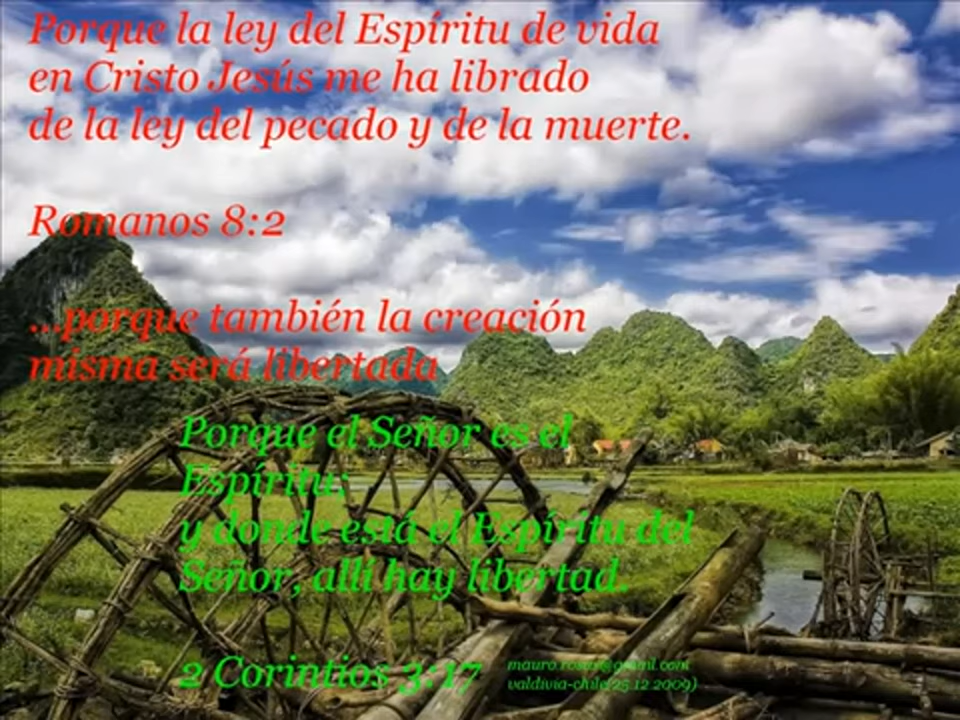 Porque la ley del Espíritu de vida
en Cristo Jesús me ha librado
de la ley del pecado y de la muerte.
Romanos 8:2
...porque también la creación
misma será libertada
Porque el Señor es el
Espíritu;
y donde está el Espíritu del
Señor, allí hay libertad.
2 Corintios 3:17
valdivia-chile(25 12 2009)